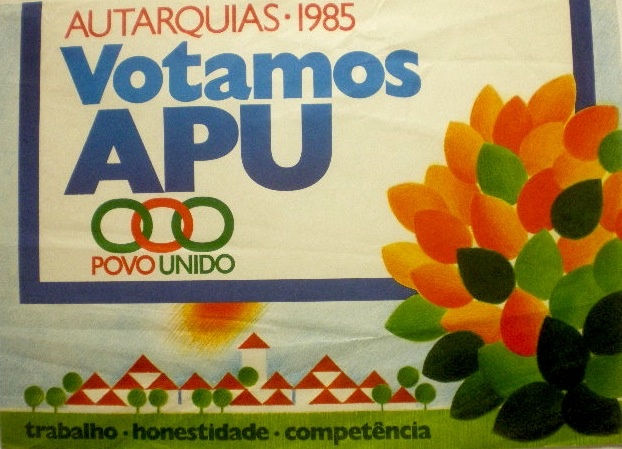 AUTARQUIAS · 1985
Votamos
APU
POVO UNIDO
trabalho · honestidade · competência